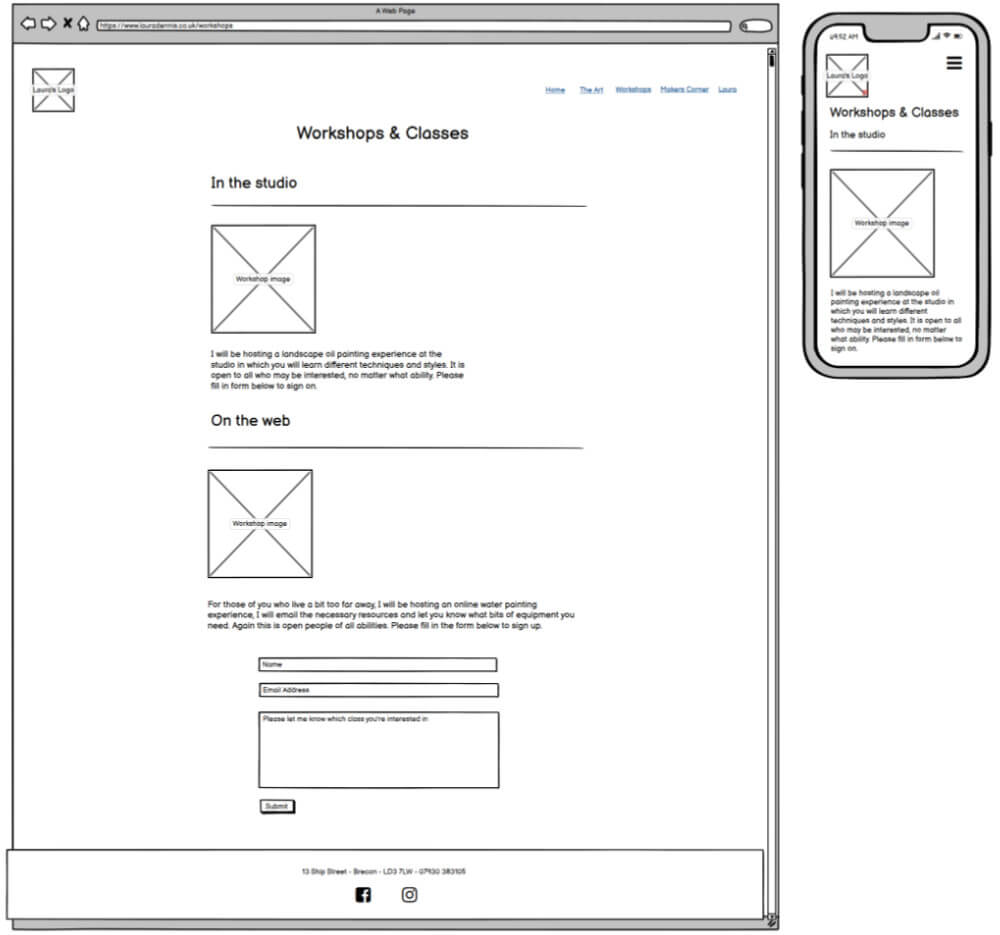 A Web Page
https://www.lauradennis.co.uk/workshops
Laura's Logo
Home The Art Workshops Makers Corner Laura
Workshops & Classes
In the studio
Workshop image
I will be hosting a landscape oil painting experience at the
studio in which you will learn different techniques and styles. It is
open to all who may be interested, no matter what ability. Please
fill in form below to sign on.
On the web
Workshop image
For those of you who live a bit too far away, I will be hosting an online water painting
experience, I will email the necessary resources and let you know what bits of equipment you
need. Again this is open people of all abilities. Please fill in the form below to sign up.
Name
Email Address
Please let me know which class you're interested in
Submit
13 Ship Street - Brecon - LD3 7LW - 07930 383105
09:52 AM
Laura's Logo
Workshops & Classes
In the studio
Workshop image
I will be hosting a landscape oil
painting experience at the studio in
which you will learn different
techniques and styles. It is open to all
who may be interested, no matter
what ability. Please fill in form below to
sign on.